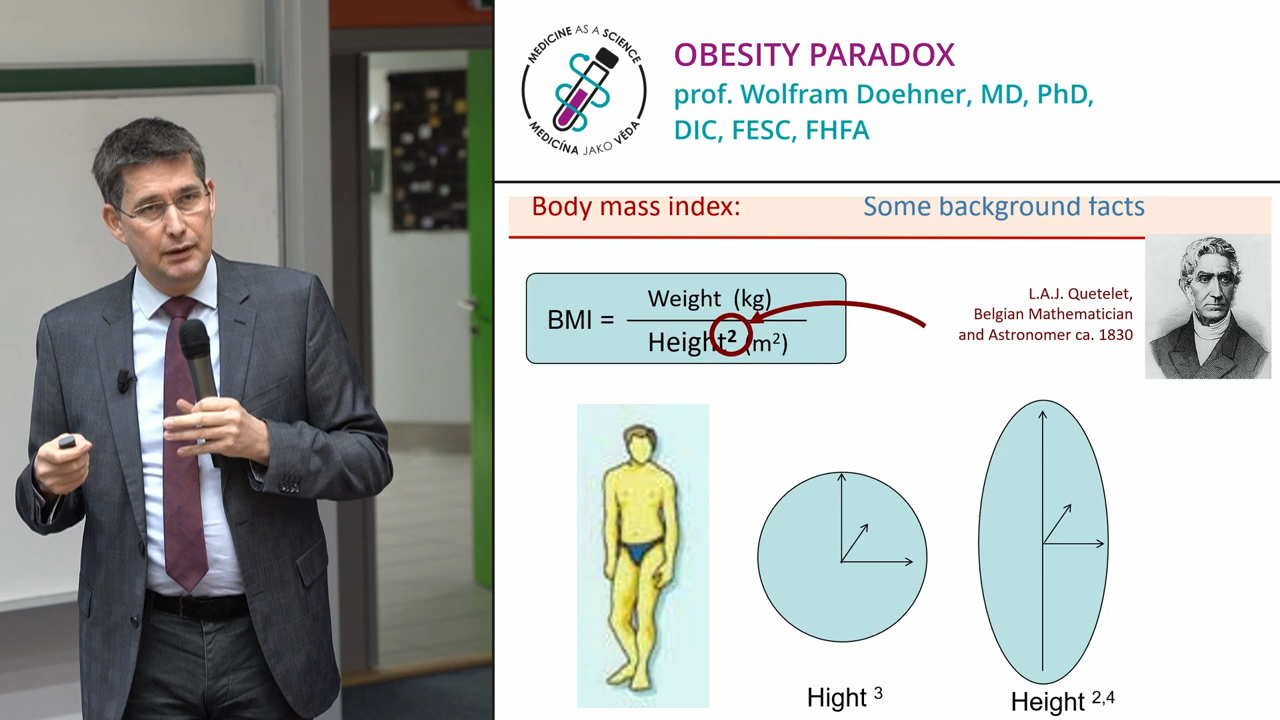 MEDICINE AS A SCIENCE
MEDICÍNA JAKO VĚDA
OBESITY PARADOX
prof. Wolfram Doehner, MD, PhD,
DIC, FESC, FHFA
Body mass index: Some background facts
BMI = Weight (kg)
Height² (m²)
L.A.J. Quetelet,
Belgian Mathematician
and Astronomer ca. 1830
Hight ³
Height ²,⁴